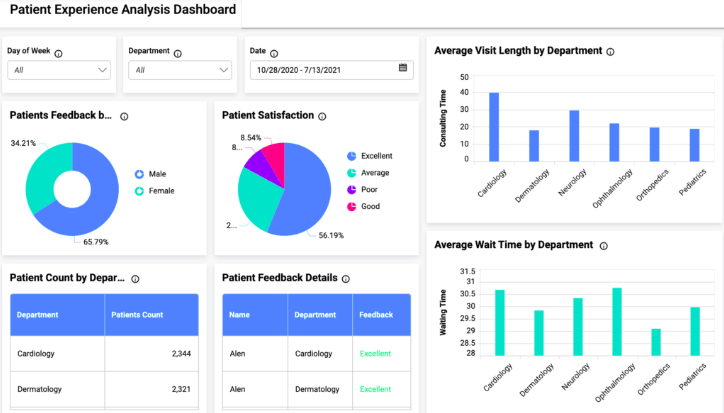 Patient Experience Analysis Dashboard
Day of Week
All
Department
All
Date
10/28/2020 - 7/13/2021
Patients Feedback b...
34.21%
65.79%
Male
Female
Patient Satisfaction
8.54%
8...
2...
56.19%
Excellent
Average
Poor
Good
Average Visit Length by Department
Consulting Time
50
40
30
20
10
0
Cardiology
Dermatology
Neurology
Ophthalmology
Orthopedics
Pediatrics
Patient Count by Depar...
Department Patients Count
Cardiology 2,344
Dermatology 2,321
Patient Feedback Details
Name Department Feedback
Alen Cardiology Excellent
Alen Dermatology Excellent
Average Wait Time by Department
Waiting Time
31.5
31
30.5
30
29.5
29
28.5
28
Cardiology
Dermatology
Neurology
Ophthalmology
Orthopedics
Pediatrics